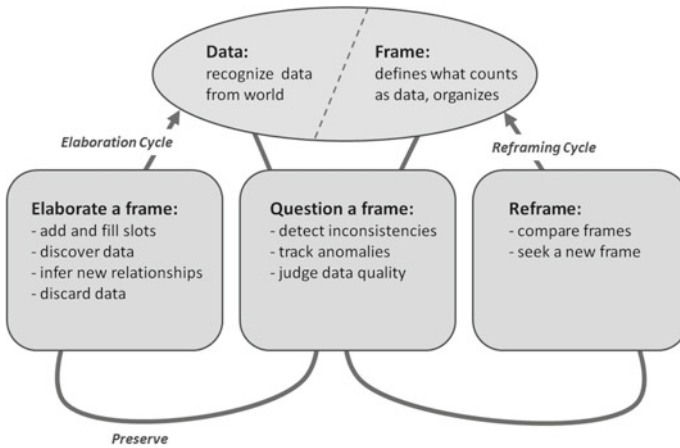 Data:
recognize data
from world
Frame:
defines what counts
as data, organizes
Elaboration Cycle
Reframing Cycle
Elaborate a frame:
- add and fill slots
- discover data
- infer new relationships
- discard data
Question a frame:
- detect inconsistencies
- track anomalies
- judge data quality
Reframe:
- compare frames
- seek a new frame
Preserve